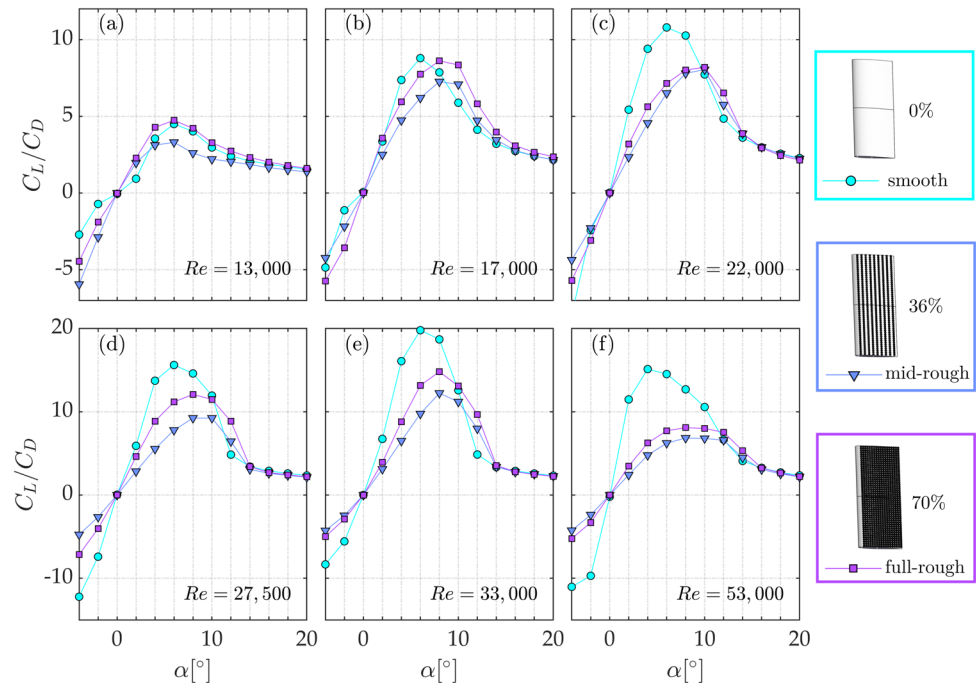 (a)
(b)
(c)
10
5
0
-5
C_L/C_D
Re = 13,000
Re = 17,000
Re = 22,000
(d)
(e)
(f)
20
10
0
-10
C_L/C_D
Re = 27,500
Re = 33,000
Re = 53,000
0 10 20
0 10 20
0 10 20
α[°]
α[°]
α[°]
0%
smooth
36%
mid-rough
70%
full-rough